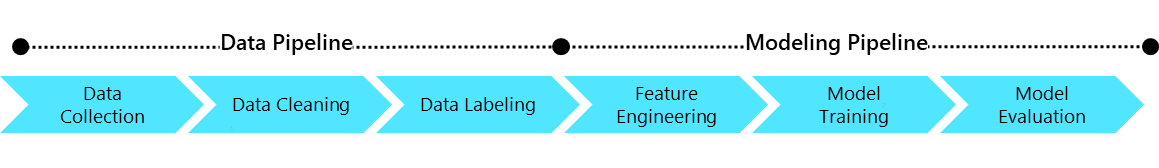 Data Pipeline
Modeling Pipeline
Data
Collection
Data Cleaning
Data Labeling
Feature
Engineering
Model
Training
Model
Evaluation